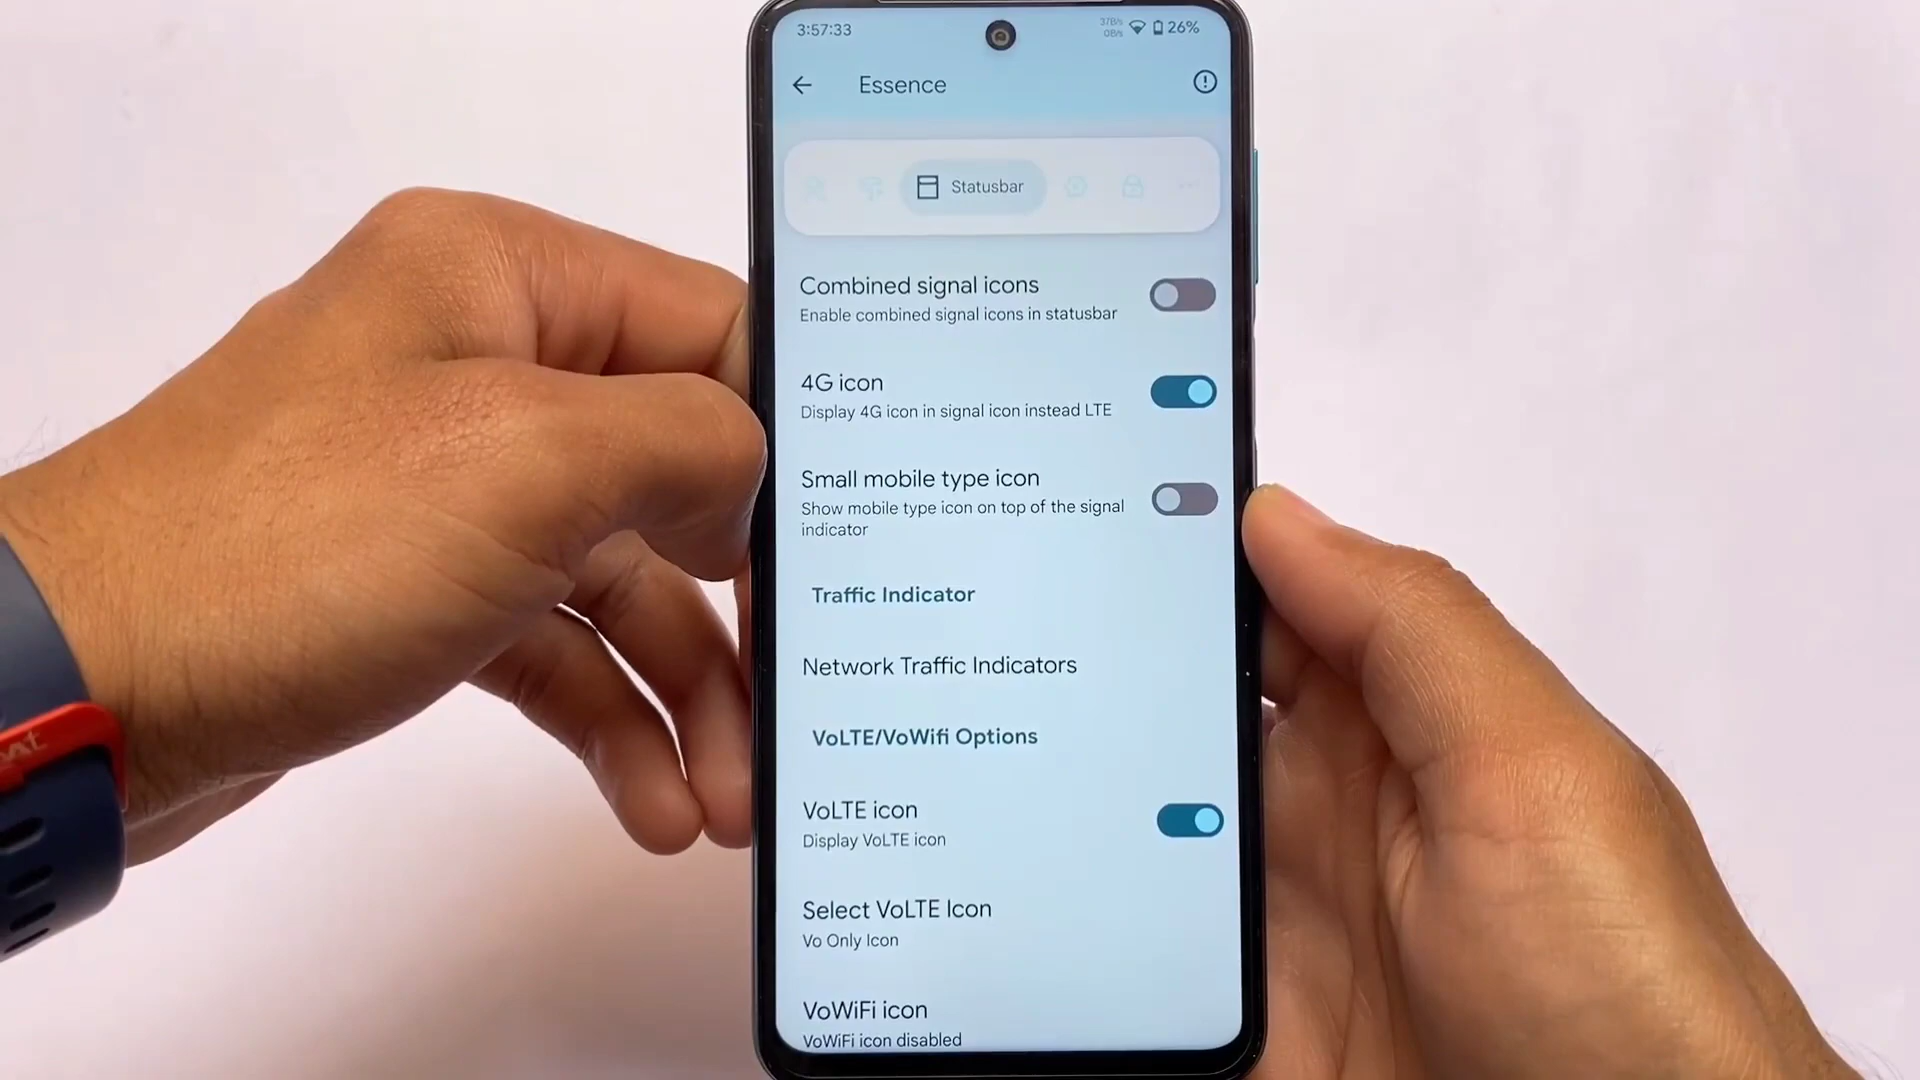 3:57:33
37B/s
0B/s
26%
Essence
Statusbar
Combined signal icons
Enable combined signal icons in statusbar
4G icon
Display 4G icon in signal icon instead LTE
Small mobile type icon
Show mobile type icon on top of the signal
indicator
Traffic Indicator
Network Traffic Indicators
VoLTE/VoWifi Options
VoLTE icon
Display VoLTE icon
Select VoLTE Icon
Vo Only Icon
VoWiFi icon
VoWiFi icon disabled